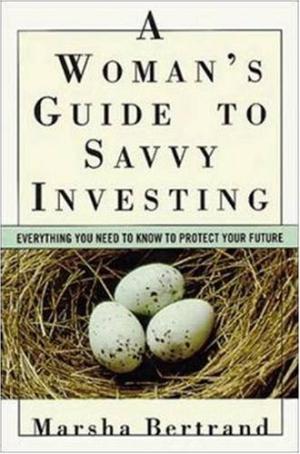 A
WOMAN'S
GUIDE TO
SAVVY
INVESTING
EVERYTHING YOU NEED TO KNOW TO PROTECT YOUR FUTURE
Marsha Bertrand